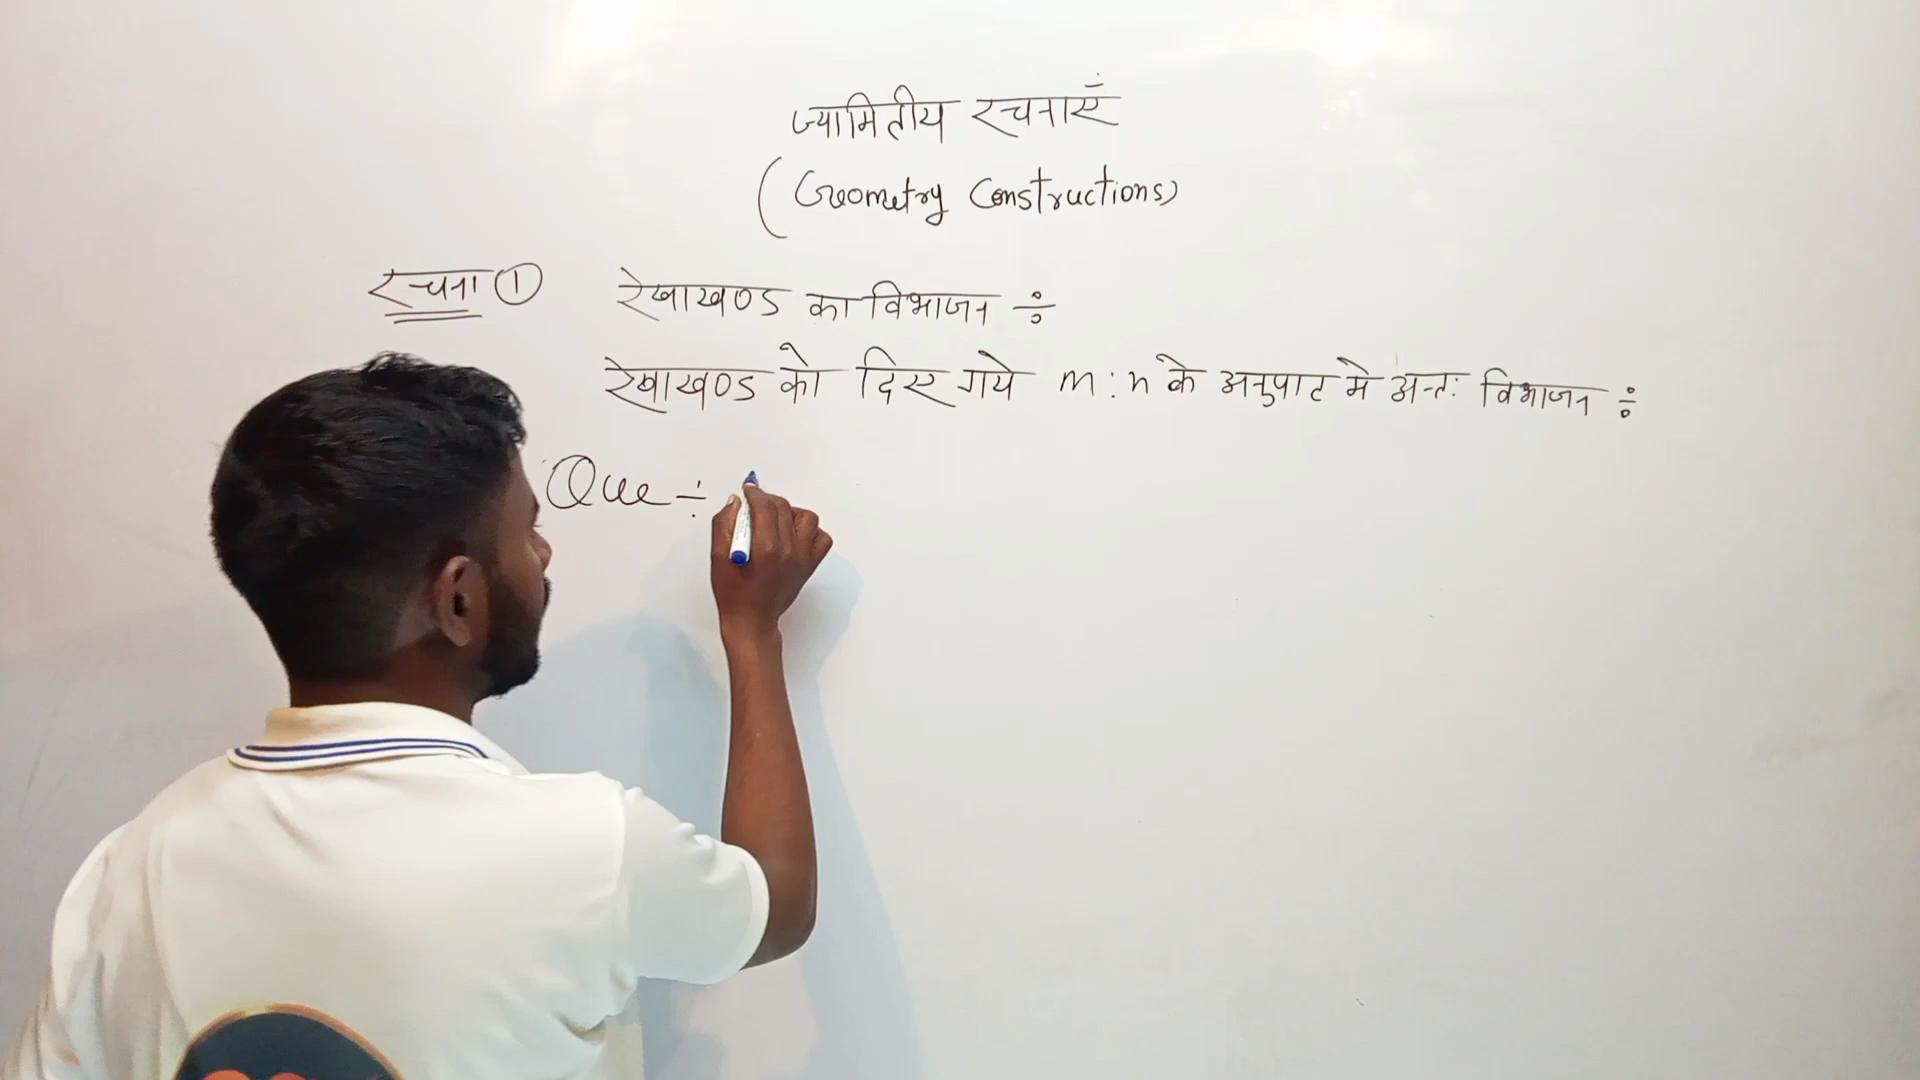 ज्यामितीय रचनाएँ
(Geometry Constructions)
रचना ① रेखाखण्ड का विभाजन ÷
रेखाखण्ड को दिए गये m : n के अनुपात मे अन्तः विभाजन ÷
Que ÷